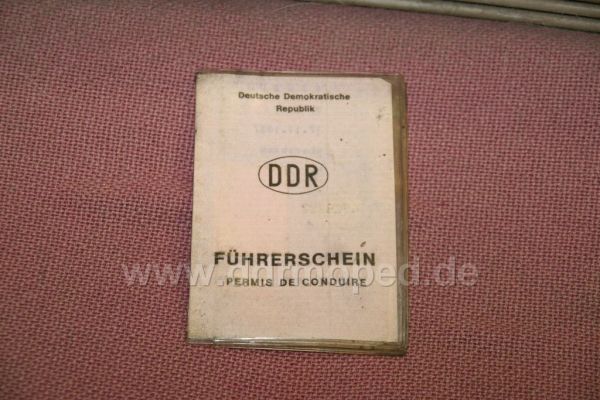 Deutsche Demokratische
Republik
DDR
FÜHRERSCHEIN
www.ddrmoped.de
PERMIS DE CONDUIRE